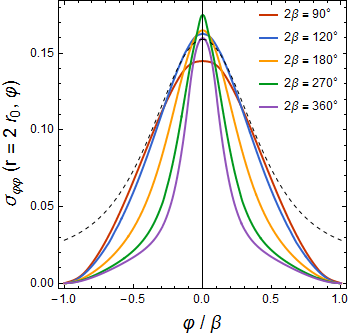 2β = 90°
2β = 120°
2β = 180°
2β = 270°
2β = 360°
σφφ (r = 2 r0, φ)
0.15
0.10
0.05
0.00
−1.0 −0.5 0.0 0.5 1.0
φ / β